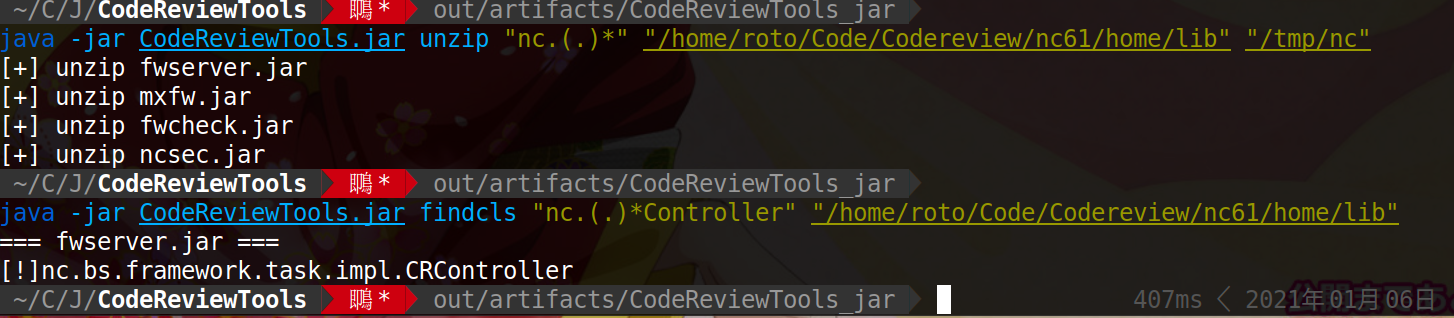 ~/C/J/CodeReviewTools 鵙* out/artifacts/CodeReviewTools_jar
java -jar CodeReviewTools.jar unzip "nc.(.)*" "/home/roto/Code/Codereview/nc61/home/lib" "/tmp/nc"
[+] unzip fwserver.jar
[+] unzip mxfw.jar
[+] unzip fwcheck.jar
[+] unzip ncsec.jar
~/C/J/CodeReviewTools 鵙* out/artifacts/CodeReviewTools_jar
java -jar CodeReviewTools.jar findcls "nc.(.)*Controller" "/home/roto/Code/Codereview/nc61/home/lib"
=== fwserver.jar ===
[!]nc.bs.framework.task.impl.CRController
~/C/J/CodeReviewTools 鵙* out/artifacts/CodeReviewTools_jar 407ms < 2021年01月06日